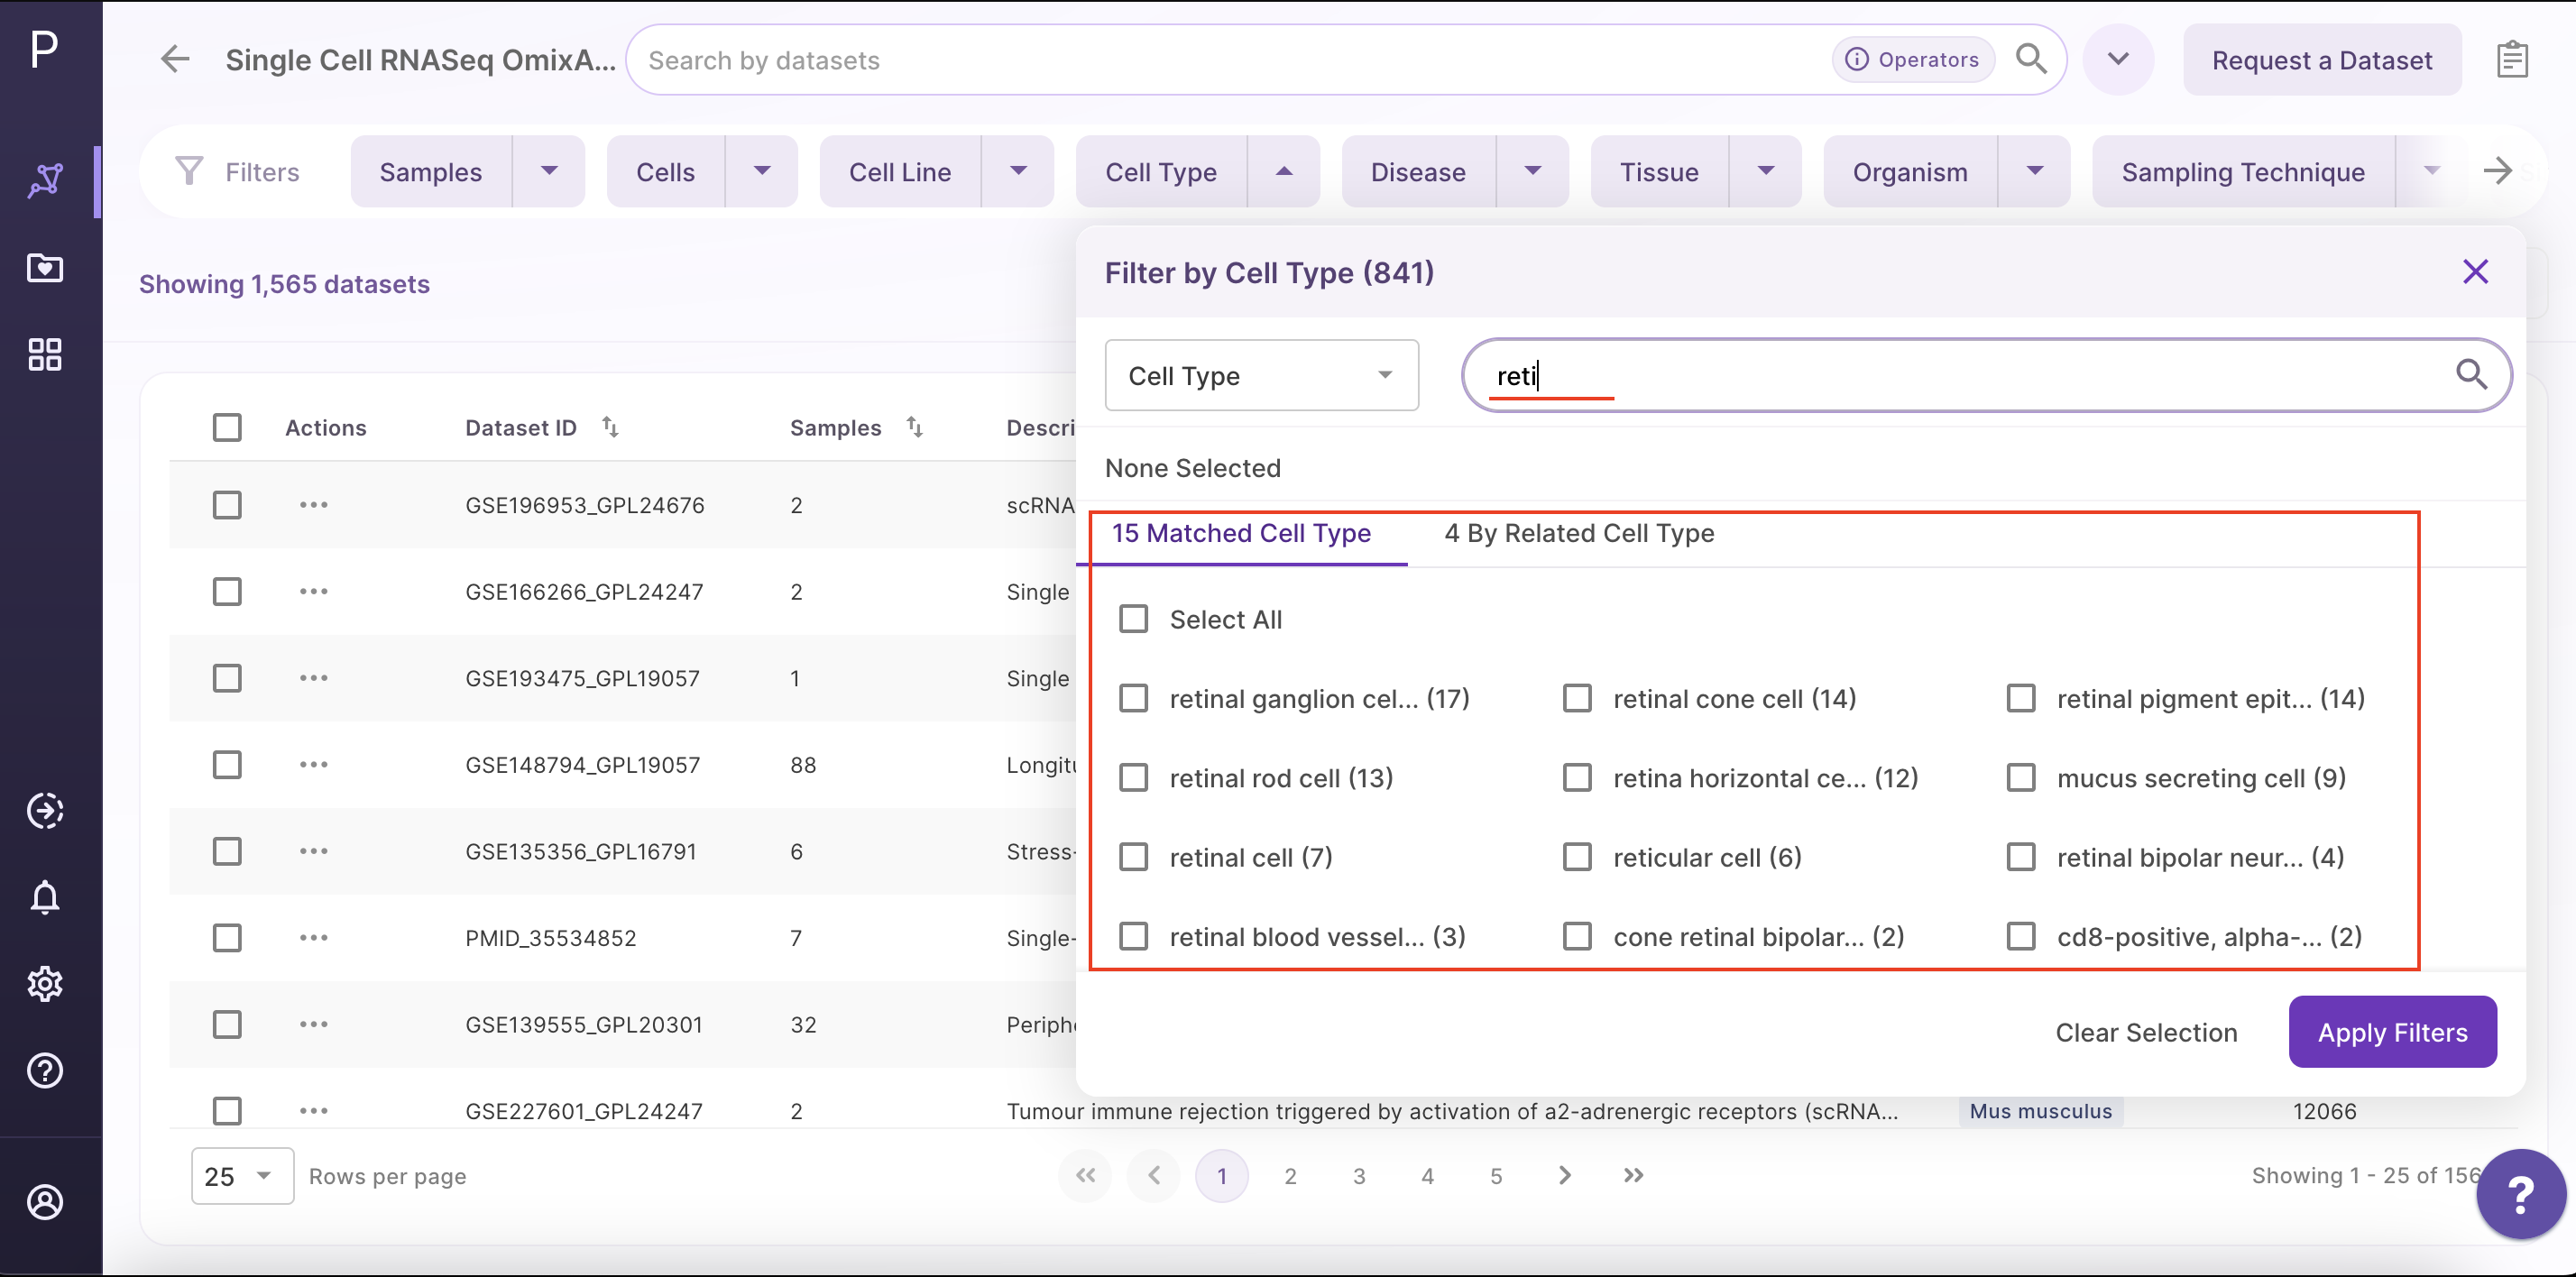 P
Single Cell RNASeq OmixA...
Search by datasets
Operators
Request a Dataset
Filters
Samples
Cells
Cell Line
Cell Type
Disease
Tissue
Organism
Sampling Technique
Showing 1,565 datasets
Filter by Cell Type (841)
Cell Type
reti
None Selected
15 Matched Cell Type
4 By Related Cell Type
Select All
retinal ganglion cel... (17)
retinal cone cell (14)
retinal pigment epit... (14)
retinal rod cell (13)
retina horizontal ce... (12)
mucus secreting cell (9)
retinal cell (7)
reticular cell (6)
retinal bipolar neur... (4)
retinal blood vessel... (3)
cone retinal bipolar... (2)
cd8-positive, alpha-... (2)
Clear Selection
Apply Filters
Actions Dataset ID Samples Descri
GSE196953_GPL24676 2 scRNA
GSE166266_GPL24247 2 Single
GSE193475_GPL19057 1 Single
GSE148794_GPL19057 88 Longitu
GSE135356_GPL16791 6 Stress-
PMID_35534852 7 Single-
GSE139555_GPL20301 32 Periphe
GSE227601_GPL24247 2 Tumour immune rejection triggered by activation of a2-adrenergic receptors (scRNA... Mus musculus 12066
25 Rows per page
1 2 3 4 5
Showing 1 - 25 of 156
?